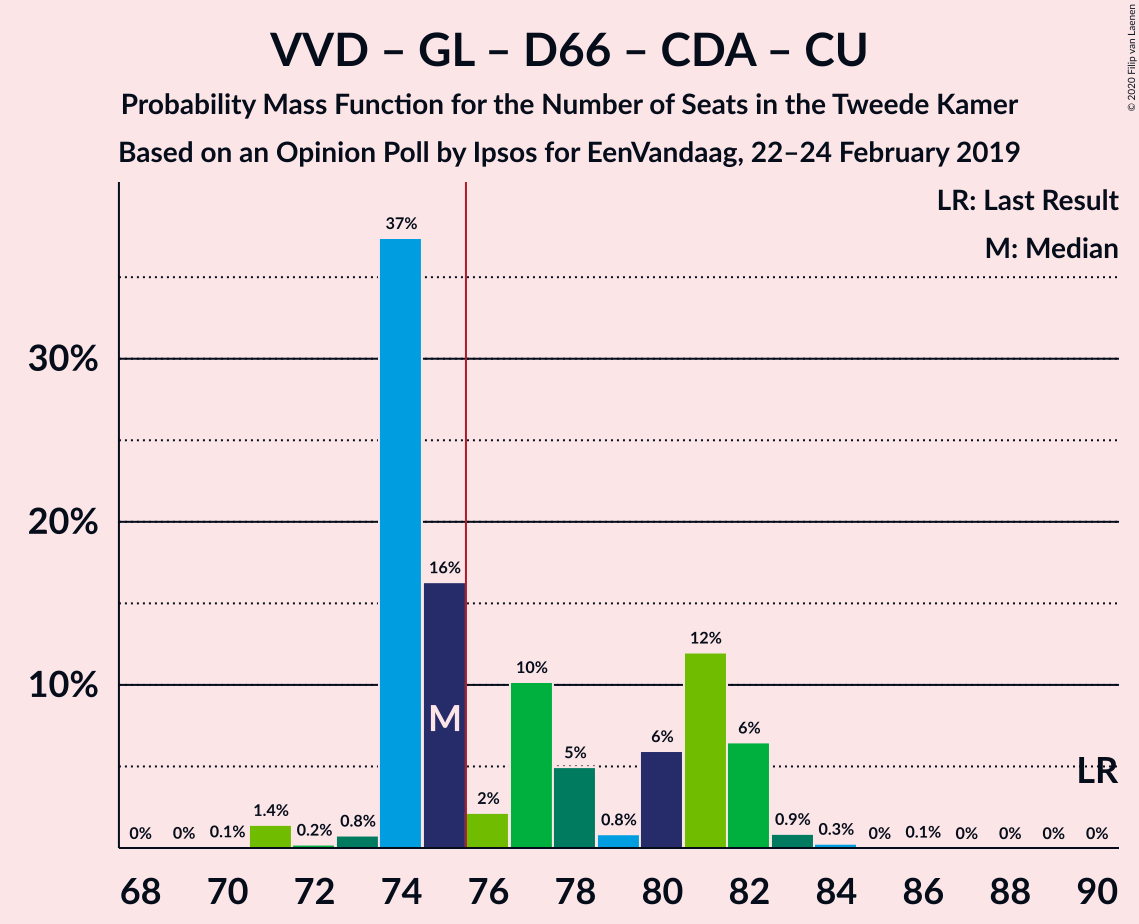 VVD – GL – D66 – CDA – CU
Probability Mass Function for the Number of Seats in the Tweede Kamer
Based on an Opinion Poll by Ipsos for EenVandaag, 22–24 February 2019
© 2020 Filip van Laenen
LR: Last Result
M: Median
30%
20%
10%
0% 0% 0.1% 1.4% 0.2% 0.8% 37% 16% 2% 10% 5% 0.8% 6% 12% 6% 0.9% 0.3% 0% 0.1% 0% 0% 0% 0%
M
LR
68 70 72 74 76 78 80 82 84 86 88 90